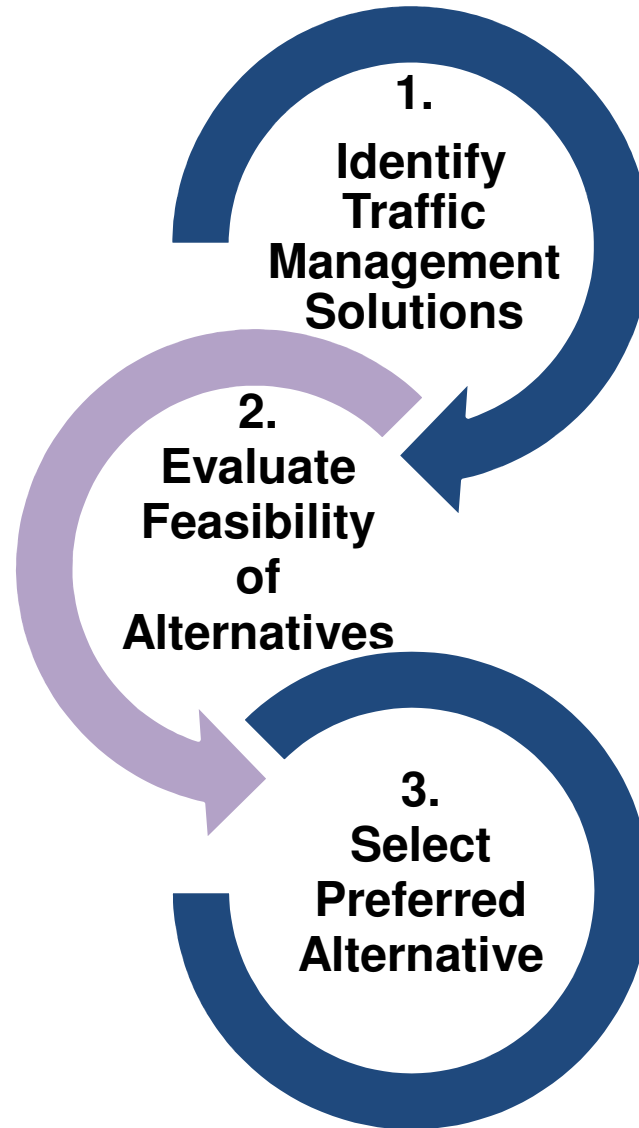 1.
Identify
Traffic
Management
Solutions
2.
Evaluate
Feasibility
of
Alternatives
3.
Select
Preferred
Alternative